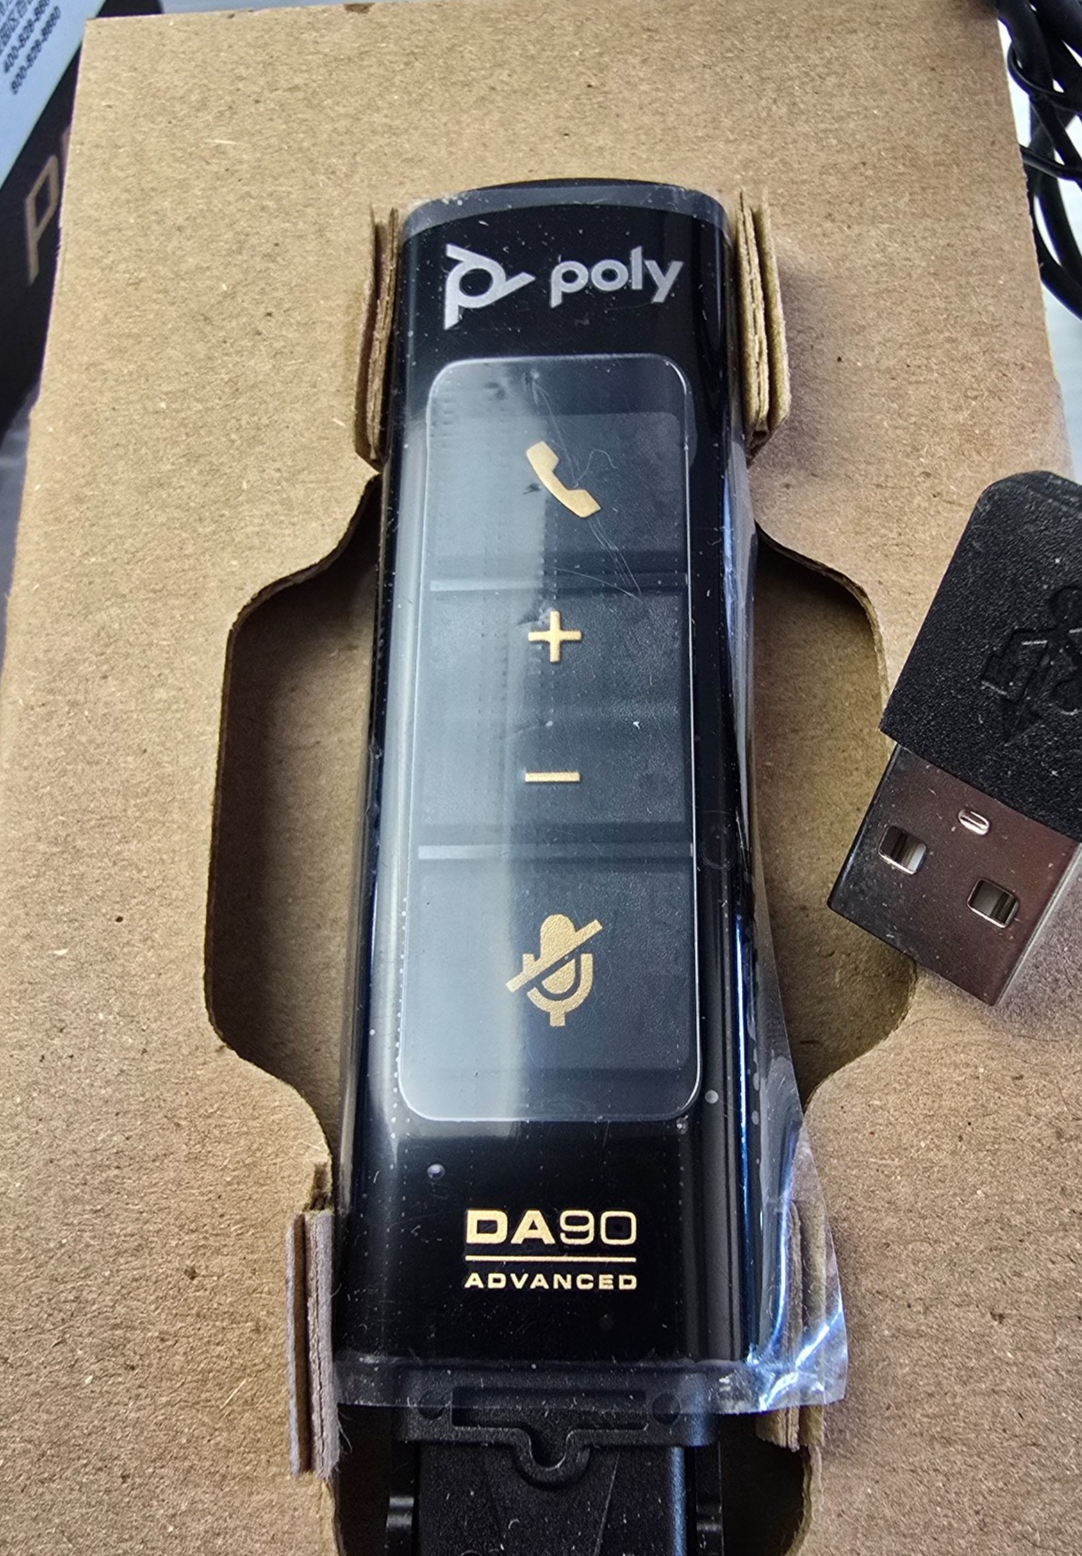 poly
+
−
DA90
ADVANCED